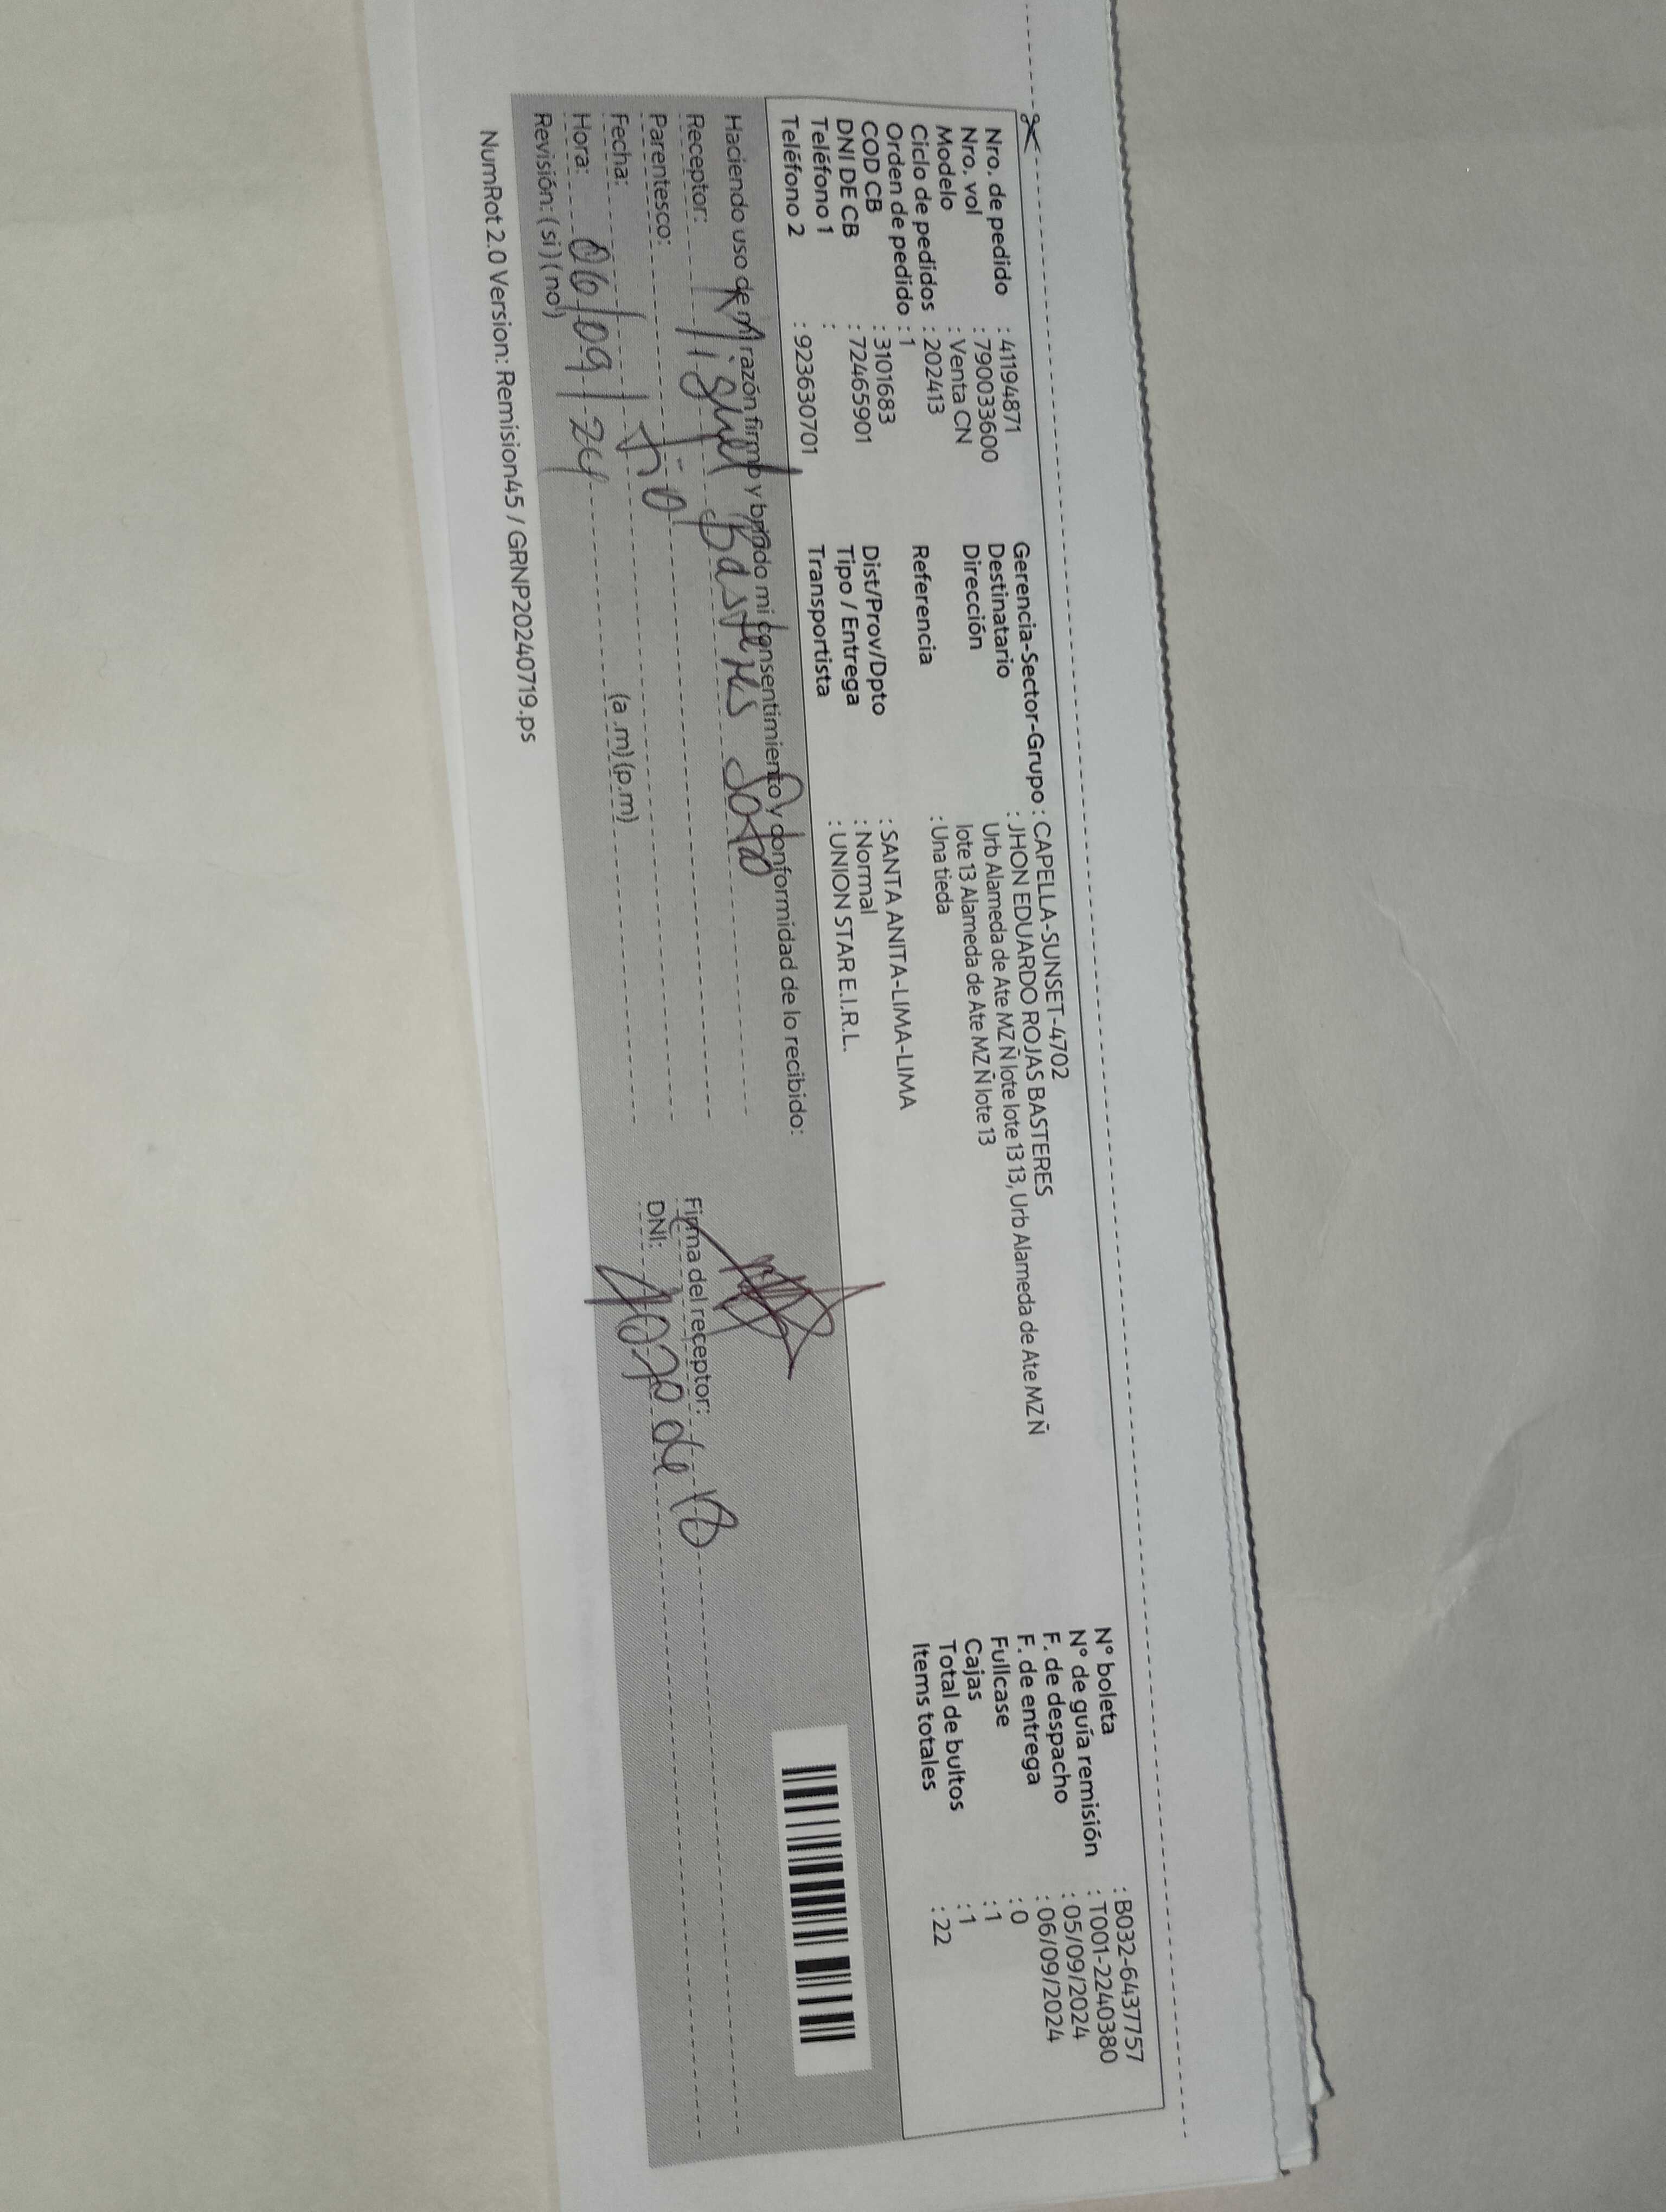 Nro. de pedido : 41194871
Nro. vol : 790033600
Modelo : Venta CN
Ciclo de pedidos : 202413
Orden de pedido : 1
COD CB : 3101683
DNI DE CB : 72465901
Teléfono 1 :
Teléfono 2 : 923630701
Gerencia-Sector-Grupo : CAPELLA-SUNSET-4702
Destinatario : JHON EDUARDO ROJAS BASTERES
Dirección Urb Alameda de Ate MZ Ñ lote lote 13 13, Urb Alameda de Ate MZ Ñ
lote 13 Alameda de Ate MZ Ñ lote 13
Referencia : Una tieda
Dist/Prov/Dpto : SANTA ANITA-LIMA-LIMA
Tipo / Entrega : Normal
Transportista : UNION STAR E.I.R.L.
N° boleta : B032-6437757
N° de guía remisión : T001-2240380
F. de despacho : 05/09/2024
F. de entrega : 06/09/2024
Fullcase : 0
Cajas : 1
Total de bultos : 1
Items totales : 22
Haciendo uso de mi razón firmo y brindo mi consentimiento y conformidad de lo recibido:
Receptor: Miguel Basteres Soto
Parentesco: tio
Fecha: 06/09/24
Hora: (a .m) (p.m)
Revisión: ( si ) ( no )
Firma del receptor:
DNI:
NumRot 2.0 Version: Remision45 / GRNP20240719.ps